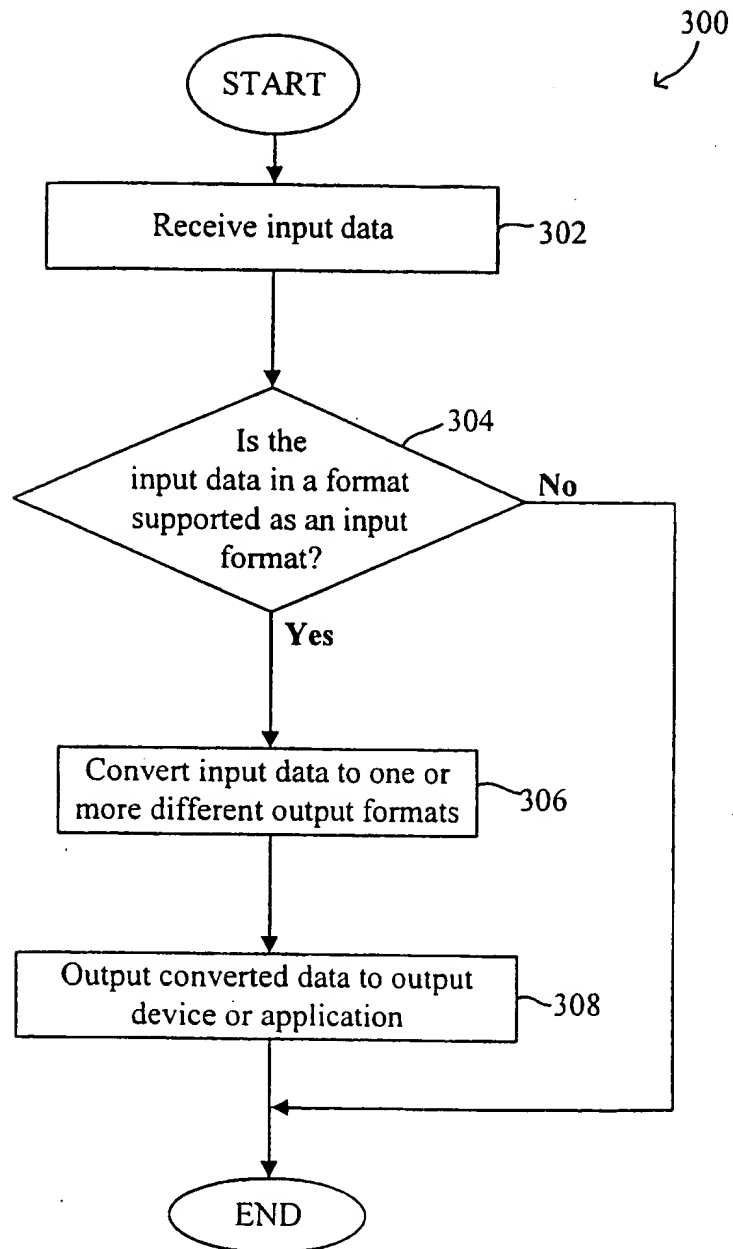 300
START
Receive input data
302
304
Is the
input data in a format
supported as an input
format?
No
Yes
Convert input data to one or
more different output formats
306
Output converted data to output
device or application
308
END